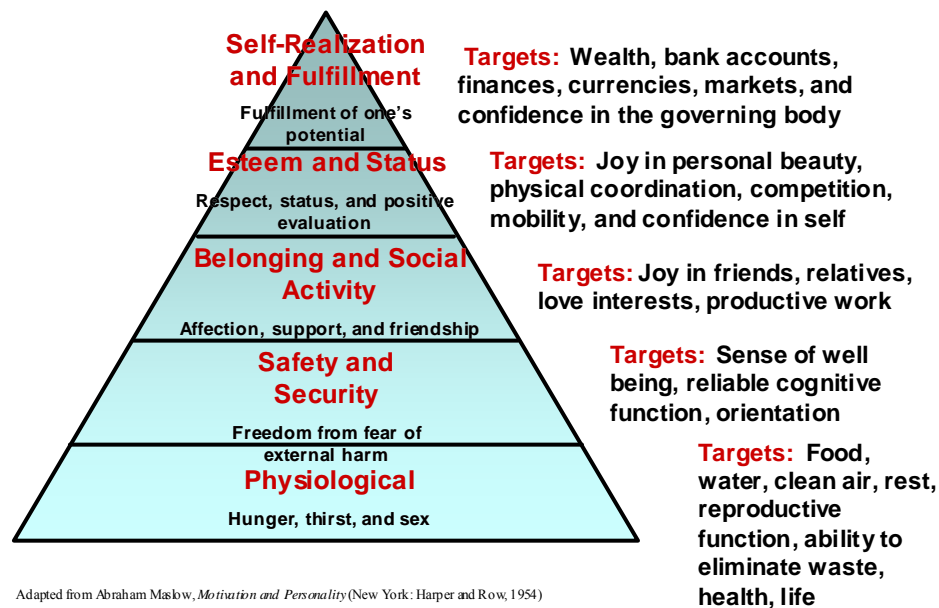 Self-Realization
and Fulfillment
Fulfillment of one's
potential
Targets: Wealth, bank accounts,
finances, currencies, markets, and
confidence in the governing body
Esteem and Status
Respect, status, and positive
evaluation
Targets: Joy in personal beauty,
physical coordination, competition,
mobility, and confidence in self
Belonging and Social
Activity
Affection, support, and friendship
Targets: Joy in friends, relatives,
love interests, productive work
Safety and
Security
Freedom from fear of
external harm
Targets: Sense of well
being, reliable cognitive
function, orientation
Physiological
Hunger, thirst, and sex
Targets: Food,
water, clean air, rest,
reproductive
function, ability to
eliminate waste,
health, life
Adapted from Abraham Maslow, Motivation and Personality (New York: Harper and Row, 1954)